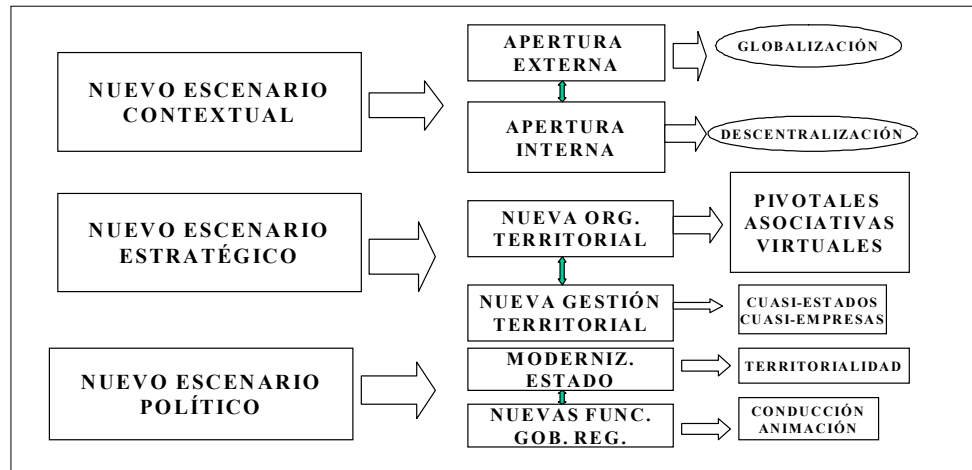 NUEVO ESCENARIO
CONTEXTUAL
APERTURA
EXTERNA
GLOBALIZACIÓN
APERTURA
INTERNA
DESCENTRALIZACIÓN
NUEVO ESCENARIO
ESTRATÉGICO
NUEVA ORG.
TERRITORIAL
PIVOTALES
ASOCIATIVAS
VIRTUALES
NUEVA GESTIÓN
TERRITORIAL
CUASI-ESTADOS
CUASI-EMPRESAS
NUEVO ESCENARIO
POLÍTICO
MODERNIZ.
ESTADO
TERRITORIALIDAD
NUEVAS FUNC.
GOB. REG.
CONDUCCIÓN
ANIMACIÓN